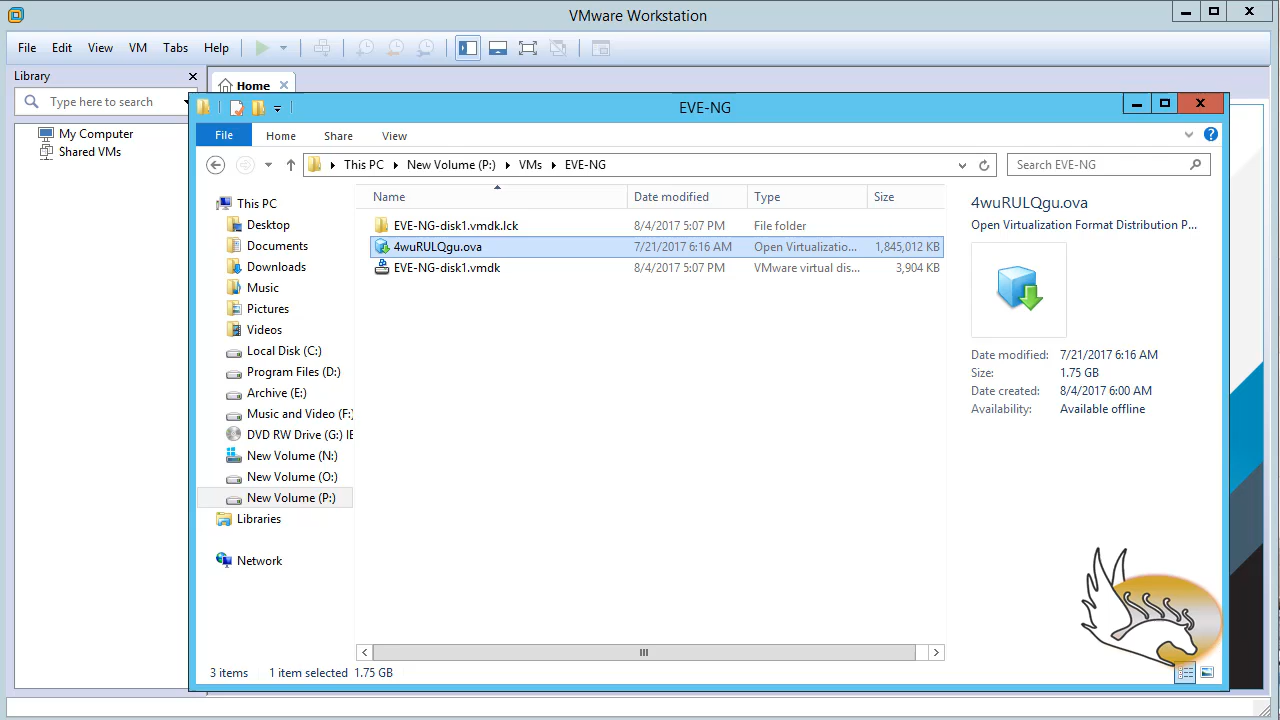 VMware Workstation
File Edit View VM Tabs Help
Library
Home
Type here to search
My Computer
Shared VMs
EVE-NG
File Home Share View
This PC New Volume (P:) VMs EVE-NG
Search EVE-NG
Name Date modified Type Size
EVE-NG-disk1.vmdk.lck 8/4/2017 5:07 PM File folder
4wuRULQgu.ova 7/21/2017 6:16 AM Open Virtualizatio... 1,845,012 KB
EVE-NG-disk1.vmdk 8/4/2017 5:07 PM VMware virtual dis... 3,904 KB
This PC
Desktop
Documents
Downloads
Music
Pictures
Videos
Local Disk (C:)
Program Files (D:)
Archive (E:)
Music and Video (F:)
DVD RW Drive (G:) IE
New Volume (N:)
New Volume (O:)
New Volume (P:)
Libraries
Network
4wuRULQgu.ova
Open Virtualization Format Distribution P...
Date modified: 7/21/2017 6:16 AM
Size: 1.75 GB
Date created: 8/4/2017 6:00 AM
Availability: Available offline
3 items 1 item selected 1.75 GB